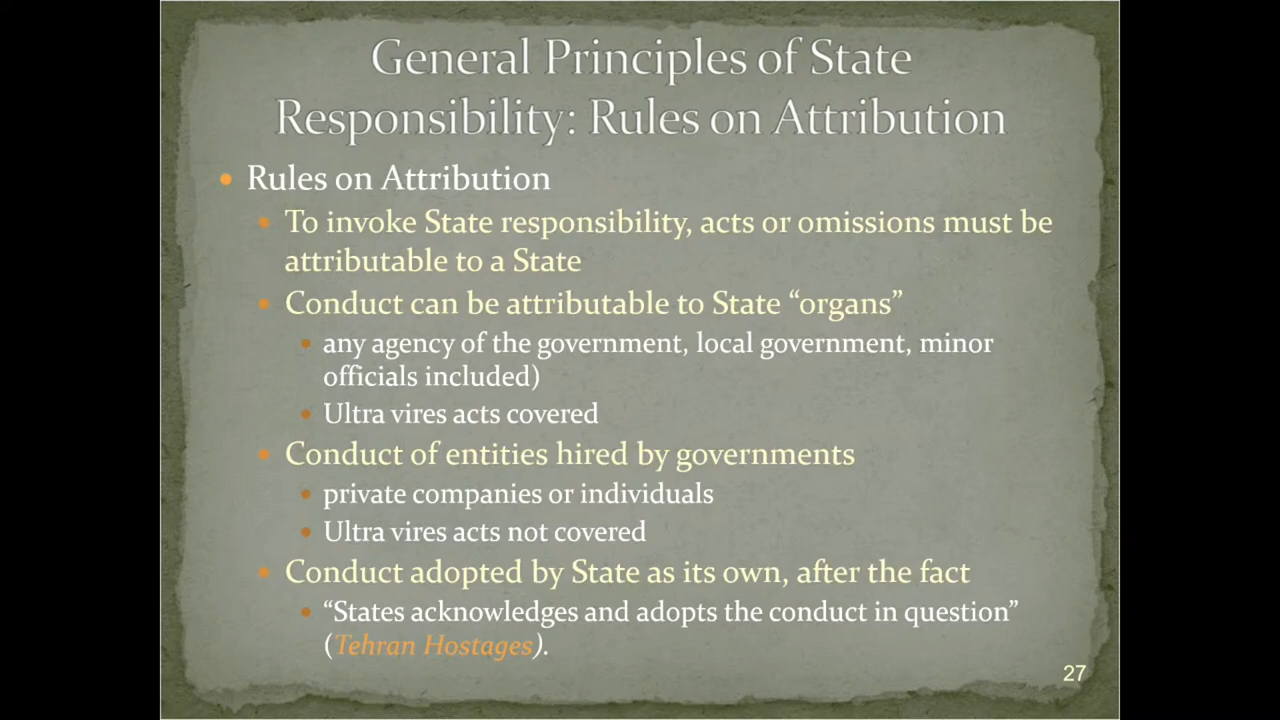 General Principles of State
Responsibility: Rules on Attribution
• Rules on Attribution
• To invoke State responsibility, acts or omissions must be
attributable to a State
• Conduct can be attributable to State “organs”
• any agency of the government, local government, minor
officials included)
• Ultra vires acts covered
• Conduct of entities hired by governments
• private companies or individuals
• Ultra vires acts not covered
• Conduct adopted by State as its own, after the fact
• “States acknowledges and adopts the conduct in question”
(Tehran Hostages).
27